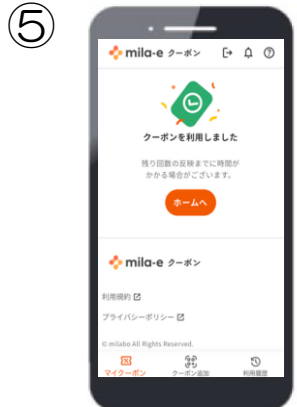 ⑤
mila-e クーポン
クーポンを利用しました
残り回数の反映までに時間が
かかる場合がございます。
ホームへ
mila-e クーポン
利用規約
プライバシーポリシー
© milabo All Rights Reserved.
マイクーポン クーポン追加 利用履歴